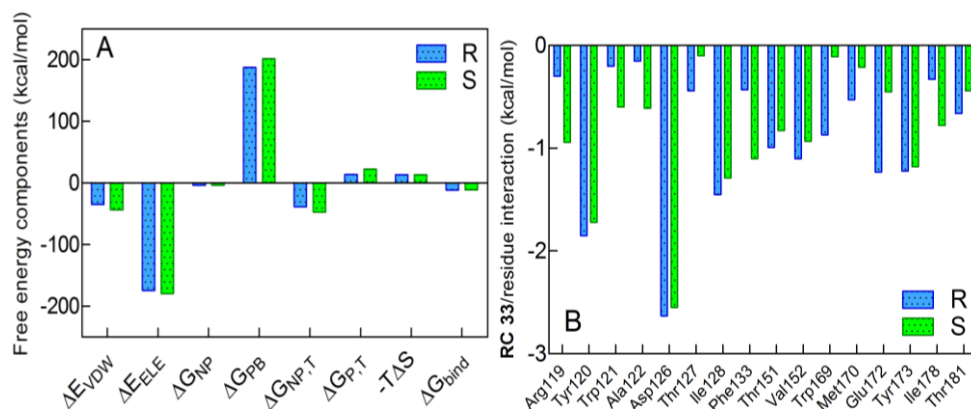 Free energy components (kcal/mol)
A
R
S
200
100
0
-100
-200
ΔE_VDW
ΔE_ELE
ΔG_NP
ΔG_PB
ΔG_NP,T
ΔG_P,T
-TΔS
ΔG_bind
RC 33/residue interaction (kcal/mol)
0
-1
-2
-3
B
R
S
Arg119
Tyr120
Trp121
Ala122
Asp126
Thr127
Ile128
Phe133
Thr151
Val152
Trp169
Met170
Glu172
Tyr173
Ile178
Thr181